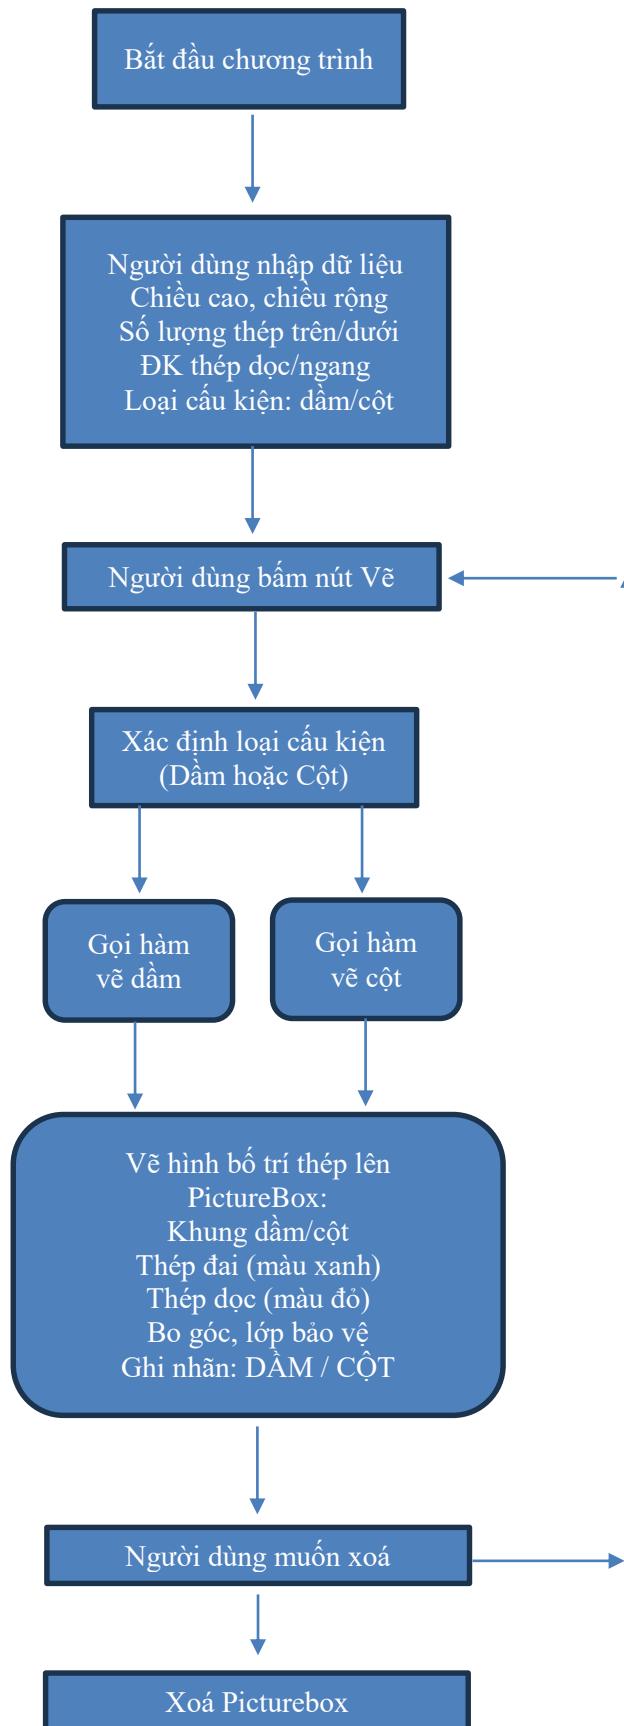 Bắt đầu chương trình
Người dùng nhập dữ liệu
Chiều cao, chiều rộng
Số lượng thép trên/dưới
ĐK thép dọc/ngang
Loại cấu kiện: dầm/cột
Người dùng bấm nút Vẽ
Xác định loại cấu kiện
(Dầm hoặc Cột)
Gọi hàm
vẽ dầm
Gọi hàm
vẽ cột
Vẽ hình bố trí thép lên
PictureBox:
Khung dầm/cột
Thép đai (màu xanh)
Thép dọc (màu đỏ)
Bo góc, lớp bảo vệ
Ghi nhãn: DẦM / CỘT
Người dùng muốn xoá
Xoá Picturebox